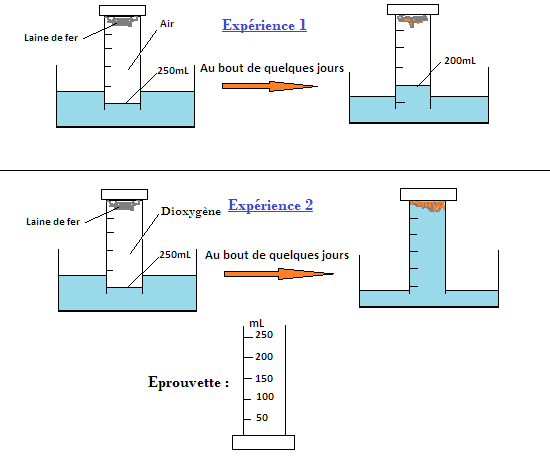 Expérience 1
Laine de fer
Air
250mL
Au bout de quelques jours
200mL
Expérience 2
Laine de fer
Dioxygène
250mL
Au bout de quelques jours
Eprouvette :
mL
250
200
150
100
50